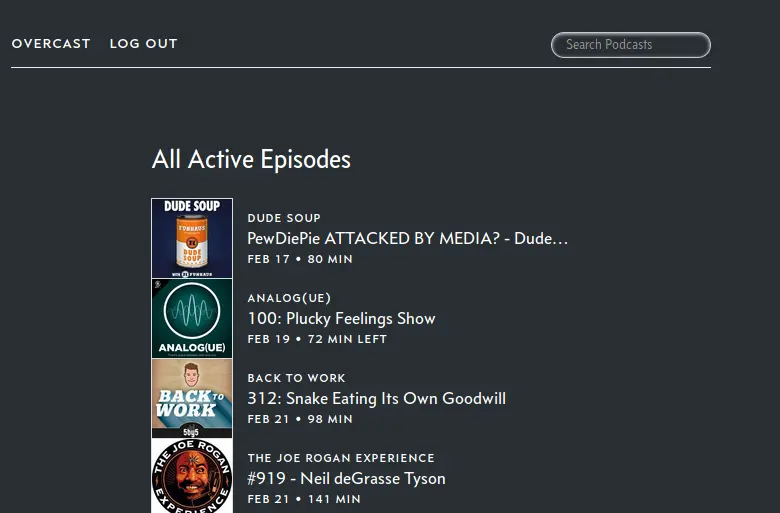 OVERCAST LOG OUT Search Podcasts
All Active Episodes
DUDE SOUP
FUNHAUS
DUDE
SOUP
WITH FUNHAUS
DUDE SOUP
PewDiePie ATTACKED BY MEDIA? - Dude…
FEB 17 • 80 MIN
ANALOG(UE)
ANALOG(UE)
100: Plucky Feelings Show
FEB 19 • 72 MIN LEFT
BACK TO
WORK
5by5
BACK TO WORK
312: Snake Eating Its Own Goodwill
FEB 21 • 98 MIN
THE JOE ROGAN
EXPERIENCE
THE JOE ROGAN EXPERIENCE
#919 - Neil deGrasse Tyson
FEB 21 • 141 MIN